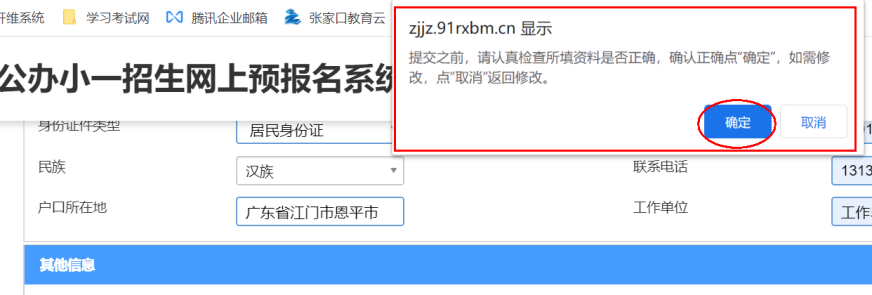 纤维系统 学习考试网 腾讯企业邮箱 张家口教育云
zjjz.91rxbm.cn 显示
提交之前，请认真检查所填资料是否正确，确认正确点“确定”，如需修
改，点“取消”返回修改。
确定 取消
公办小一招生网上预报名系统
身份证件类型 居民身份证
民族 汉族 联系电话 1313
户口所在地 广东省江门市恩平市 工作单位 工作
其他信息